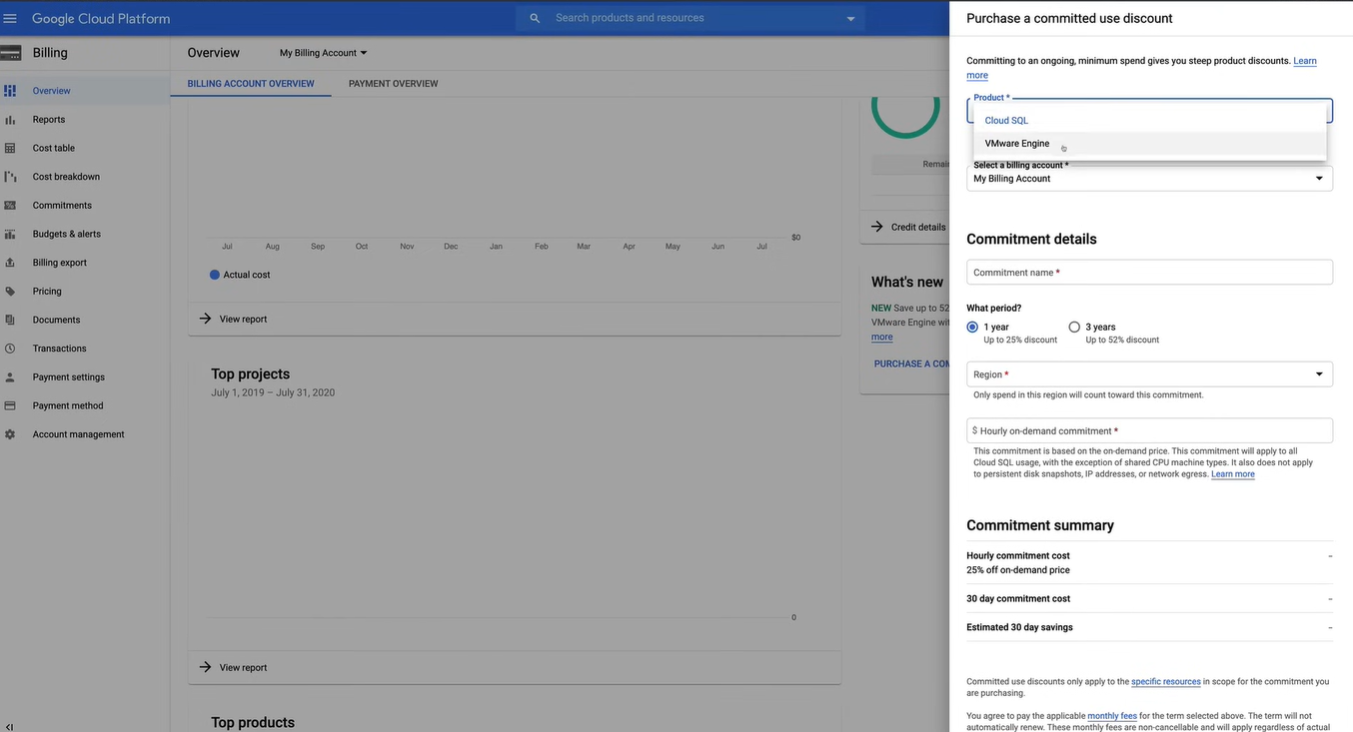 Google Cloud Platform
Search products and resources
Billing
Overview
My Billing Account
BILLING ACCOUNT OVERVIEW
PAYMENT OVERVIEW
Overview
Reports
Cost table
Cost breakdown
Commitments
Budgets & alerts
Billing export
Pricing
Documents
Transactions
Payment settings
Payment method
Account management
$0
Jul Aug Sep Oct Nov Dec Jan Feb Mar Apr May Jun Jul
Actual cost
View report
Top projects
July 1, 2019 – July 31, 2020
0
View report
Top products
Credit details
What's new
NEW Save up to
VMware Engine
more
PURCHASE A
Purchase a committed use discount
Committing to an ongoing, minimum spend gives you steep product discounts. Learn
more
Product *
Cloud SQL
VMware Engine
Select a billing account *
My Billing Account
Commitment details
Commitment name *
What period?
1 year
Up to 25% discount
3 years
Up to 52% discount
Region *
Only spend in this region will count toward this commitment.
$ Hourly on-demand commitment *
This commitment is based on the on-demand price. This commitment will apply to all
Cloud SQL usage, with the exception of shared CPU machine types. It also does not apply
to persistent disk snapshots, IP addresses, or network egress. Learn more
Commitment summary
Hourly commitment cost –
25% off on-demand price
30 day commitment cost –
Estimated 30 day savings –
Committed use discounts only apply to the specific resources in scope for the commitment you
are purchasing.
You agree to pay the applicable monthly fees for the term selected above. The term will not
automatically renew. These monthly fees are non-cancellable and will apply regardless of actual